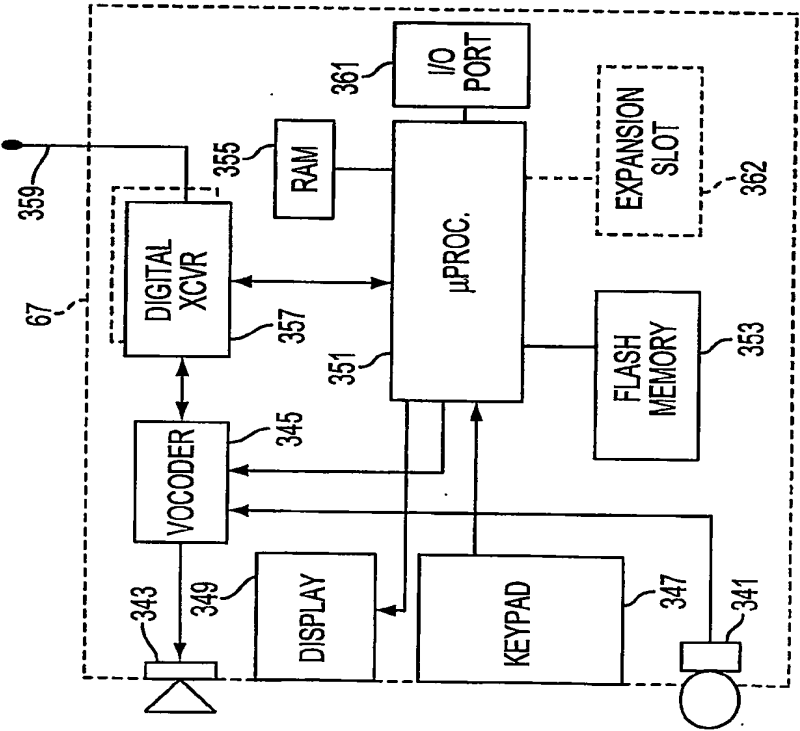 67
359
343
349
347
341
DISPLAY
KEYPAD
VOCODER
345
DIGITAL
XCVR
357
355
RAM
351
µPROC.
361
I/O
PORT
FLASH
MEMORY
353
EXPANSION
SLOT
362